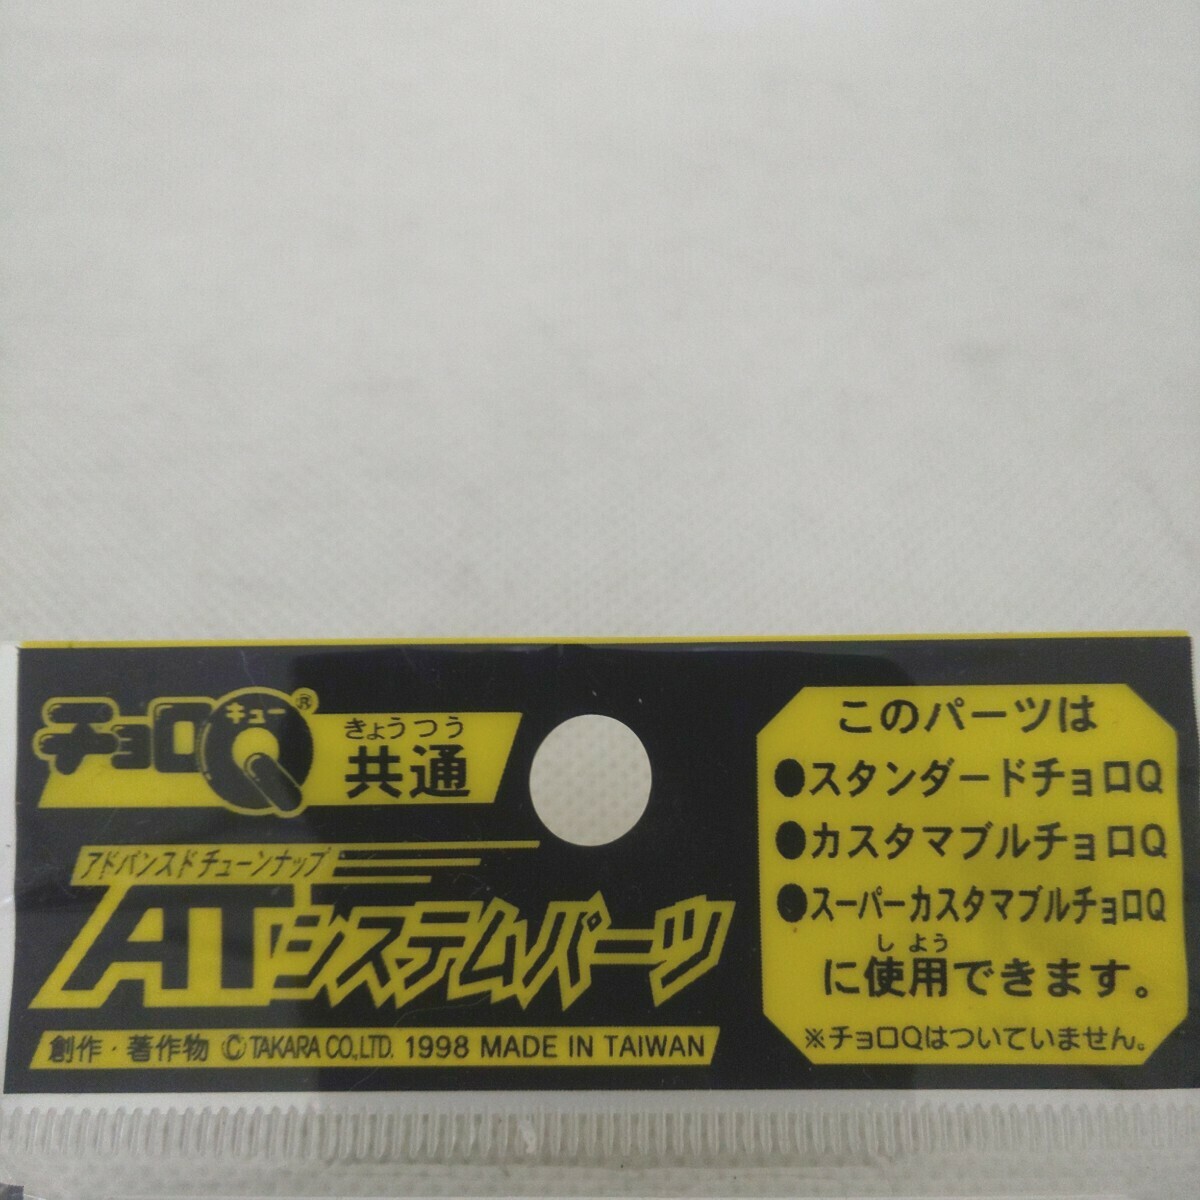 チョロQ®
キュー
きょうつう
共通
アドバンスドチューンナップ
ATシステムパーツ
創作・著作物 ©TAKARA CO.,LTD. 1998 MADE IN TAIWAN
このパーツは
●スタンダードチョロQ
●カスタマブルチョロQ
●スーパーカスタマブルチョロQ
しよう
に使用できます。
※チョロQはついていません。